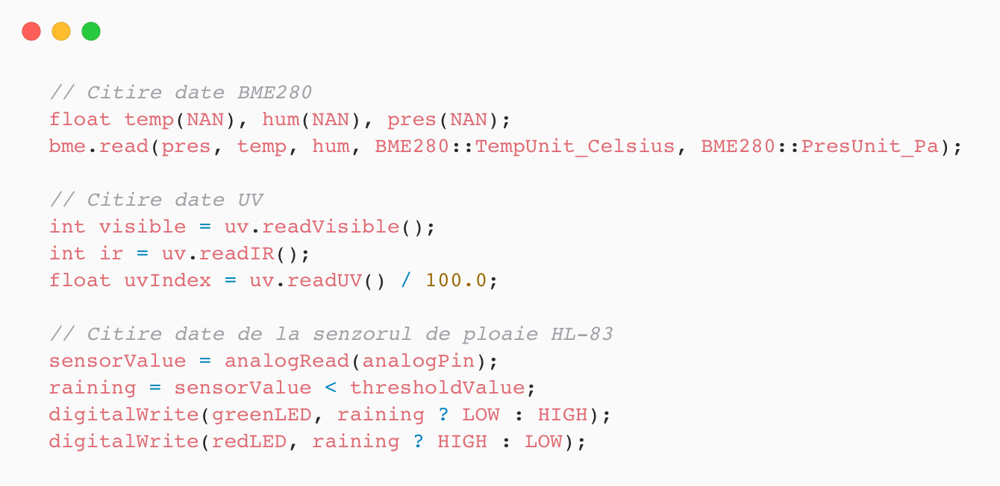 // Citire date BME280
float temp(NAN), hum(NAN), pres(NAN);
bme.read(pres, temp, hum, BME280::TempUnit_Celsius, BME280::PresUnit_Pa);
// Citire date UV
int visible = uv.readVisible();
int ir = uv.readIR();
float uvIndex = uv.readUV() / 100.0;
// Citire date de la senzorul de ploaie HL-83
sensorValue = analogRead(analogPin);
raining = sensorValue < thresholdValue;
digitalWrite(greenLED, raining ? LOW : HIGH);
digitalWrite(redLED, raining ? HIGH : LOW);